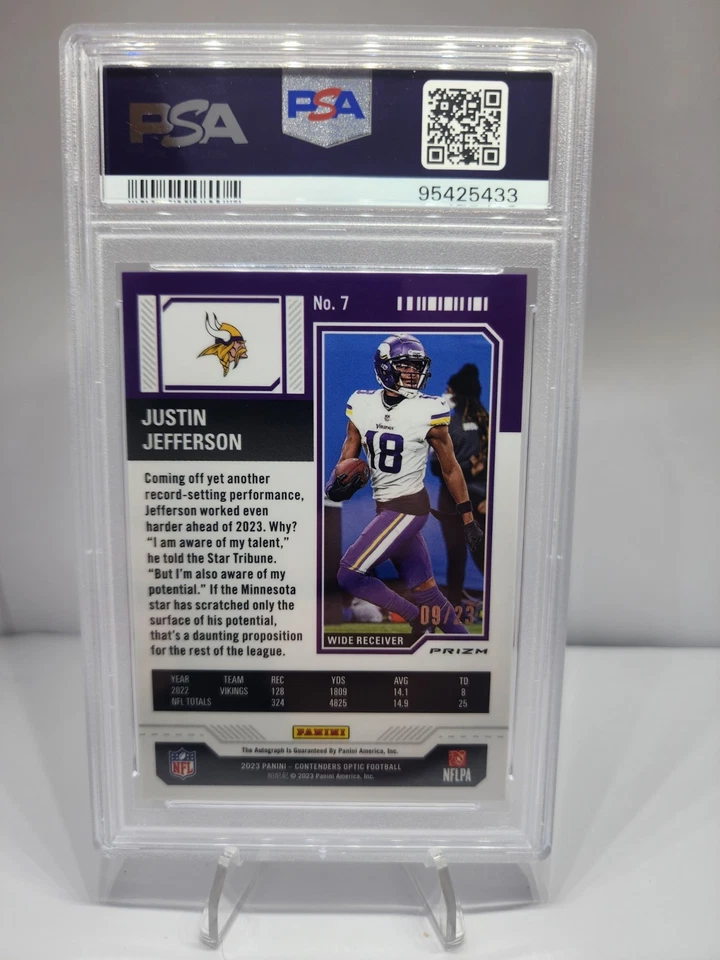 PSA
PSA
95425433
No. 7
JUSTIN
JEFFERSON
Coming off yet another
record-setting performance,
Jefferson worked even
harder ahead of 2023. Why?
“I am aware of my talent,”
he told the Star Tribune.
“But I’m also aware of my
potential.” If the Minnesota
star has scratched only the
surface of his potential,
that’s a daunting proposition
for the rest of the league.
Vikings
18
09/23
WIDE RECEIVER
PRIZM
YEAR TEAM REC YDS AVG TD
2022 VIKINGS 128 1809 14.1 8
NFL TOTALS 324 4825 14.9 25
PANINI
The Autograph Is Guaranteed By Panini America, Inc.
2023 PANINI - CONTENDERS OPTIC FOOTBALL
© 2023 Panini America, Inc.
NFL
NFLPA